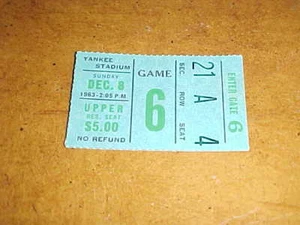 YANKEE
STADIUM
SUNDAY
DEC. 8
1963-2:05 P.M.
UPPER
RES. SEAT
$5.00
NO REFUND
GAME
6
SEC. ROW SEAT
21 A 4
ENTER GATE 6